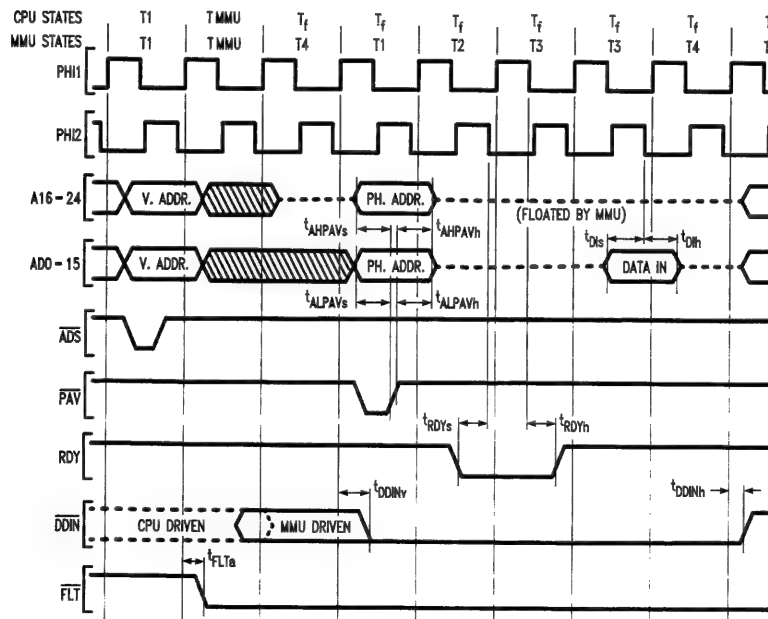 CPU STATES T1 T MMU Tf Tf Tf Tf Tf Tf T
MMU STATES T1 TMMU T4 T1 T2 T3 T3 T4 T
PHI1
PHI2
A16-24 V. ADDR. PH. ADDR. (FLOATED BY MMU)
tAHPAVs tAHPAVh tDIs tDIh
AD0-15 V. ADDR. PH. ADDR. DATA IN
tALPAVs tALPAVh
ADS
PAV
tRDYs tRDYh
RDY
tDDINv tDDINh
DDIN CPU DRIVEN MMU DRIVEN
tFLTa
FLT